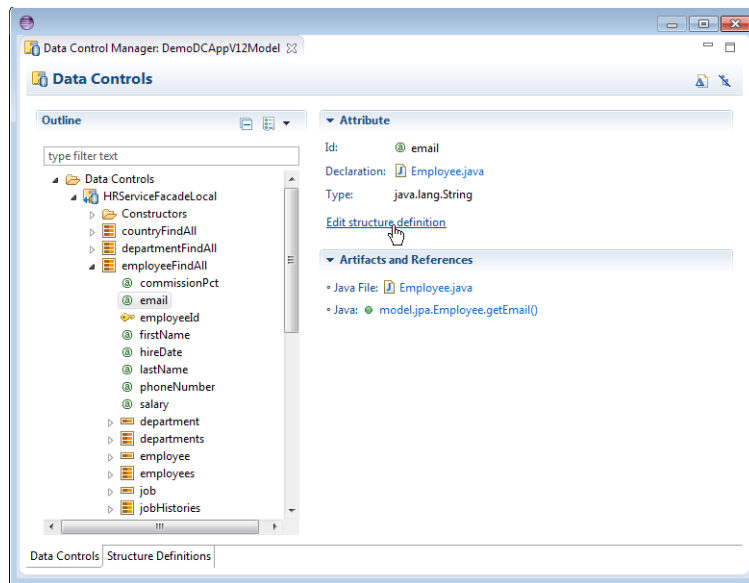 Data Control Manager: DemoDCAppV12Model
Data Controls
Outline
type filter text
Data Controls
HRServiceFacadeLocal
Constructors
countryFindAll
departmentFindAll
employeeFindAll
commissionPct
email
employeeId
firstName
hireDate
lastName
phoneNumber
salary
department
departments
employee
employees
job
jobHistories
Attribute
Id: email
Declaration: Employee.java
Type: java.lang.String
Edit structure definition
Artifacts and References
Java File: Employee.java
Java: model.jpa.Employee.getEmail()
Data Controls Structure Definitions